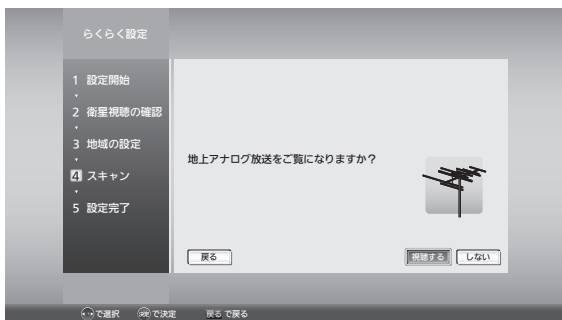 らくらく設定
1 設定開始
2 衛星視聴の確認
3 地域の設定
4 スキャン
5 設定完了
地上アナログ放送をご覧になりますか？
戻る
視聴する
しない
で選択 決定 で決定 戻る で戻る